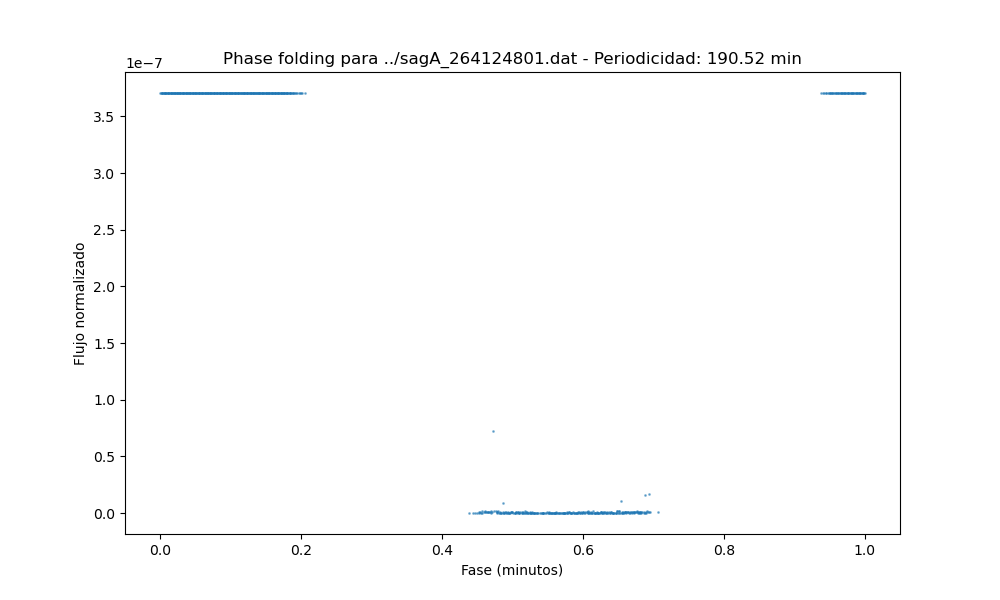 Phase folding para ../sagA_264124801.dat - Periodicidad: 190.52 min
1e−7
3.5
3.0
2.5
2.0
1.5
1.0
0.5
0.0
Flujo normalizado
0.0 0.2 0.4 0.6 0.8 1.0
Fase (minutos)